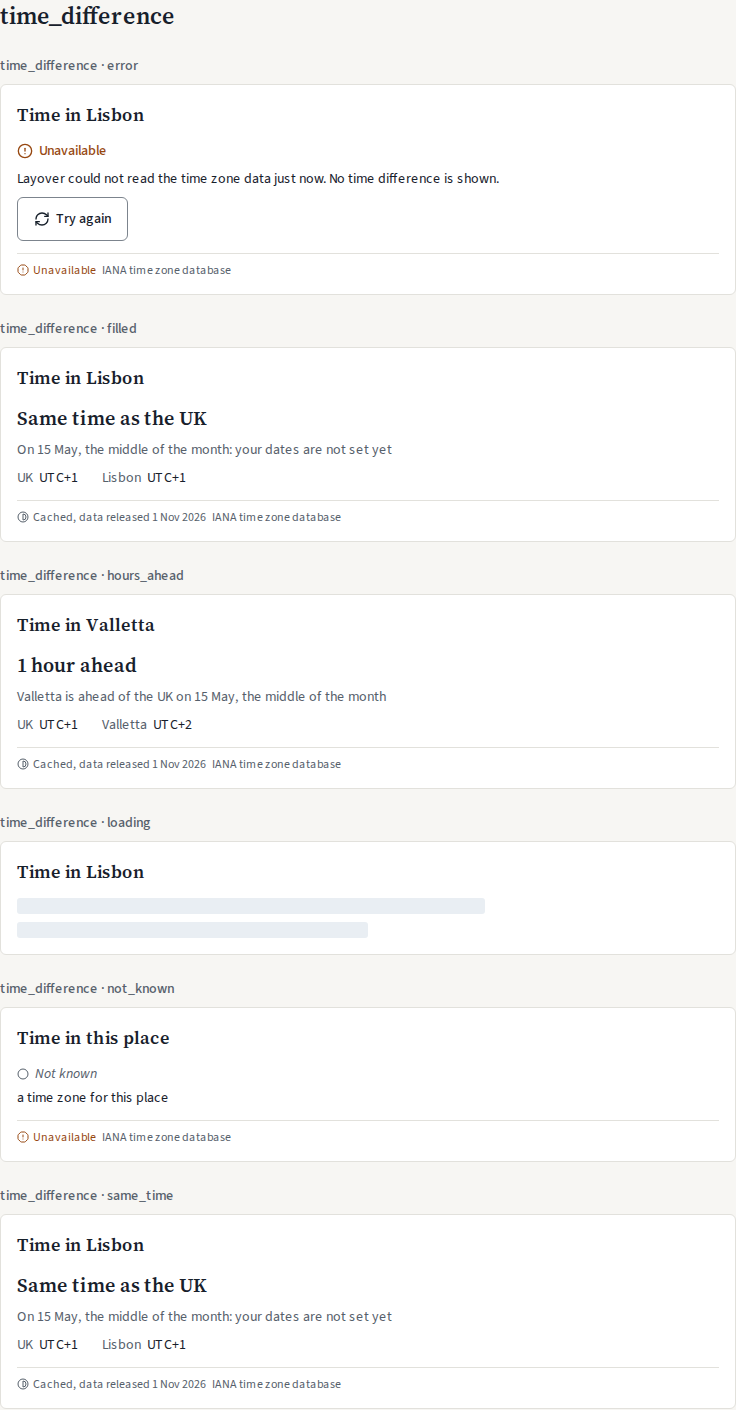 time_difference
time_difference · error
Time in Lisbon
Unavailable
Layover could not read the time zone data just now. No time difference is shown.
Try again
Unavailable IANA time zone database
time_difference · filled
Time in Lisbon
Same time as the UK
On 15 May, the middle of the month: your dates are not set yet
UK UTC+1 Lisbon UTC+1
Cached, data released 1 Nov 2026 IANA time zone database
time_difference · hours_ahead
Time in Valletta
1 hour ahead
Valletta is ahead of the UK on 15 May, the middle of the month
UK UTC+1 Valletta UTC+2
Cached, data released 1 Nov 2026 IANA time zone database
time_difference · loading
Time in Lisbon
time_difference · not_known
Time in this place
Not known
a time zone for this place
Unavailable IANA time zone database
time_difference · same_time
Time in Lisbon
Same time as the UK
On 15 May, the middle of the month: your dates are not set yet
UK UTC+1 Lisbon UTC+1
Cached, data released 1 Nov 2026 IANA time zone database